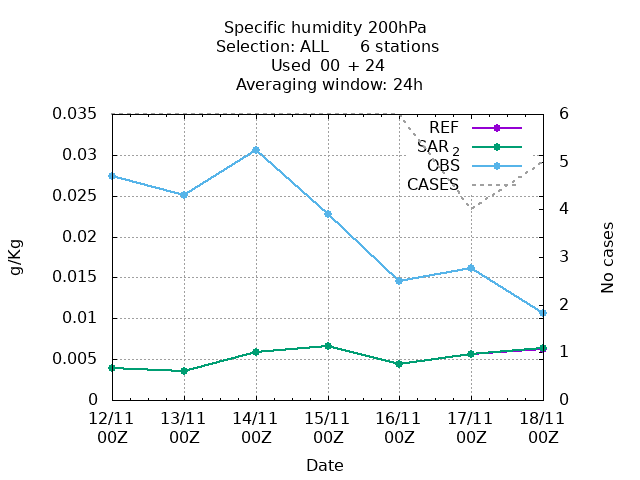 Specific humidity 200hPa
Selection: ALL 6 stations
Used 00 + 24
Averaging window: 24h
REF
SAR 2
OBS
CASES
0.035
0.03
0.025
0.02
0.015
0.01
0.005
0
6
5
4
3
2
1
0
g/Kg
No cases
12/11 13/11 14/11 15/11 16/11 17/11 18/11
00Z 00Z 00Z 00Z 00Z 00Z 00Z
Date